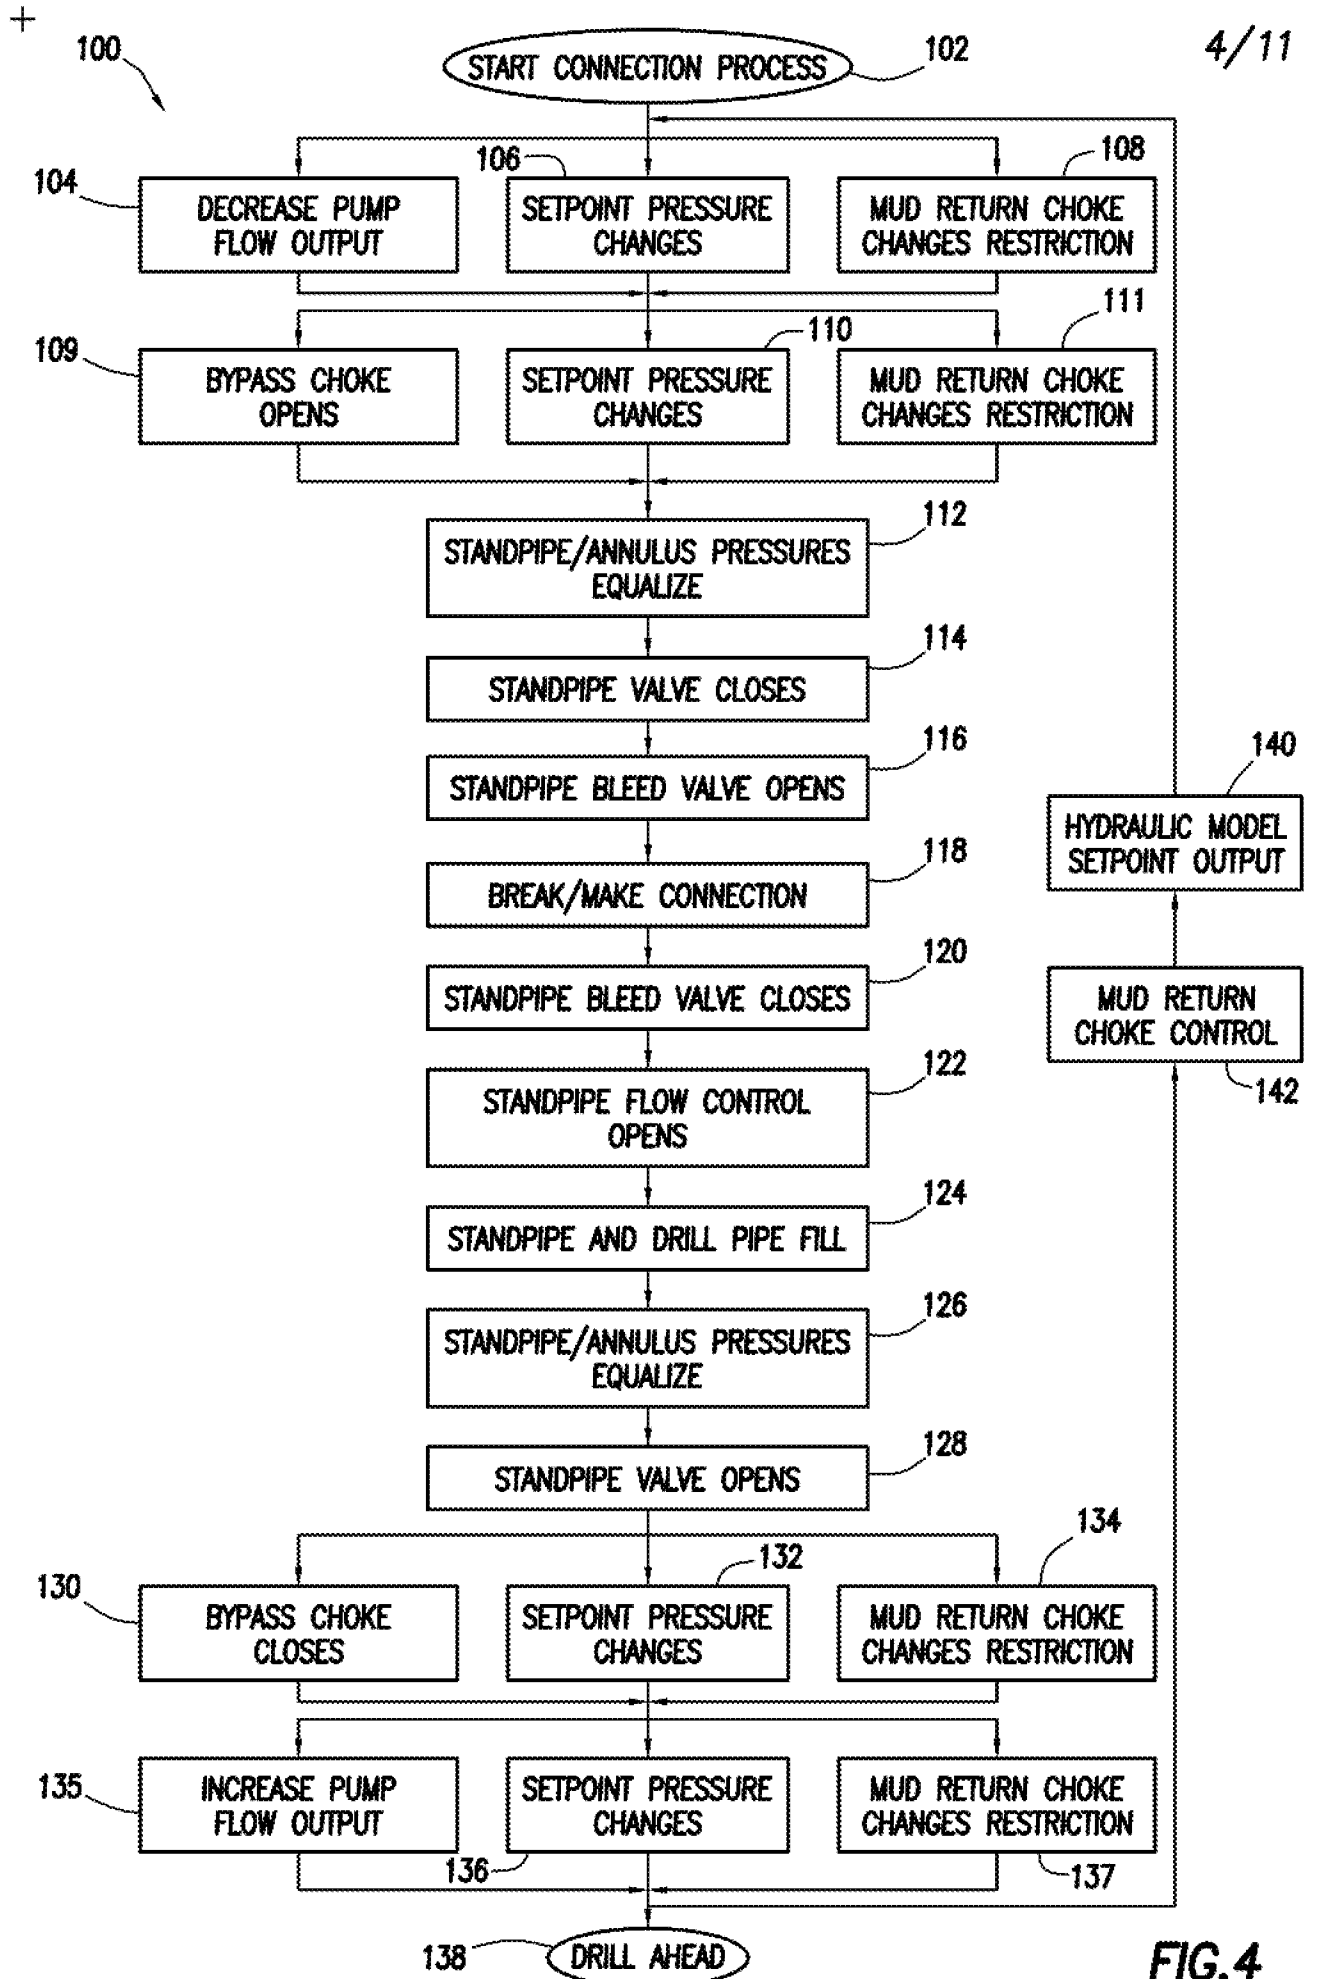 4/11
100
START CONNECTION PROCESS
102
104
DECREASE PUMP
FLOW OUTPUT
106
SETPOINT PRESSURE
CHANGES
108
MUD RETURN CHOKE
CHANGES RESTRICTION
109
BYPASS CHOKE
OPENS
110
SETPOINT PRESSURE
CHANGES
111
MUD RETURN CHOKE
CHANGES RESTRICTION
112
STANDPIPE/ANNULUS PRESSURES
EQUALIZE
114
STANDPIPE VALVE CLOSES
116
STANDPIPE BLEED VALVE OPENS
118
BREAK/MAKE CONNECTION
120
STANDPIPE BLEED VALVE CLOSES
122
STANDPIPE FLOW CONTROL
OPENS
124
STANDPIPE AND DRILL PIPE FILL
126
STANDPIPE/ANNULUS PRESSURES
EQUALIZE
128
STANDPIPE VALVE OPENS
130
BYPASS CHOKE
CLOSES
132
SETPOINT PRESSURE
CHANGES
134
MUD RETURN CHOKE
CHANGES RESTRICTION
135
INCREASE PUMP
FLOW OUTPUT
SETPOINT PRESSURE
CHANGES
136
MUD RETURN CHOKE
CHANGES RESTRICTION
137
138
DRILL AHEAD
140
HYDRAULIC MODEL
SETPOINT OUTPUT
MUD RETURN
CHOKE CONTROL
142
FIG.4